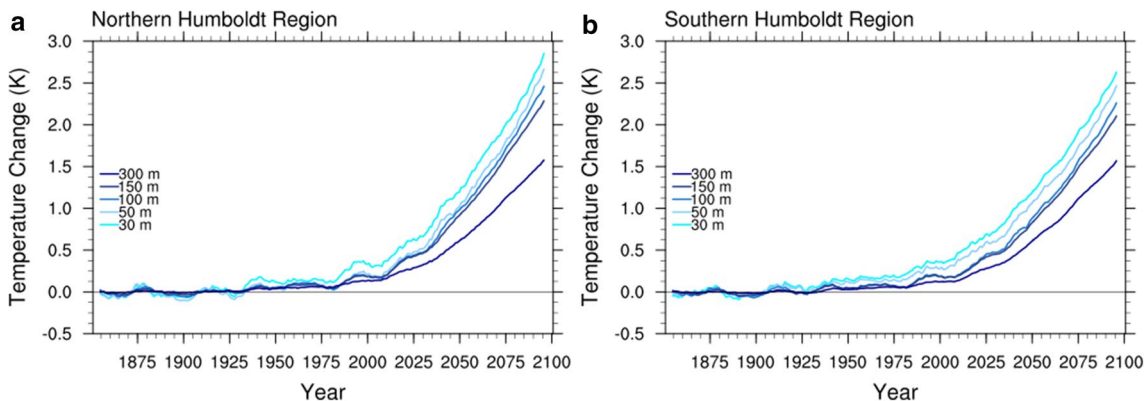 a
Northern Humboldt Region
3.0
2.5
2.0
1.5
1.0
0.5
0.0
-0.5
Temperature Change (K)
300 m
150 m
100 m
50 m
30 m
1875 1900 1925 1950 1975 2000 2025 2050 2075 2100
Year
b
Southern Humboldt Region
3.0
2.5
2.0
1.5
1.0
0.5
0.0
-0.5
Temperature Change (K)
300 m
150 m
100 m
50 m
30 m
1875 1900 1925 1950 1975 2000 2025 2050 2075 2100
Year